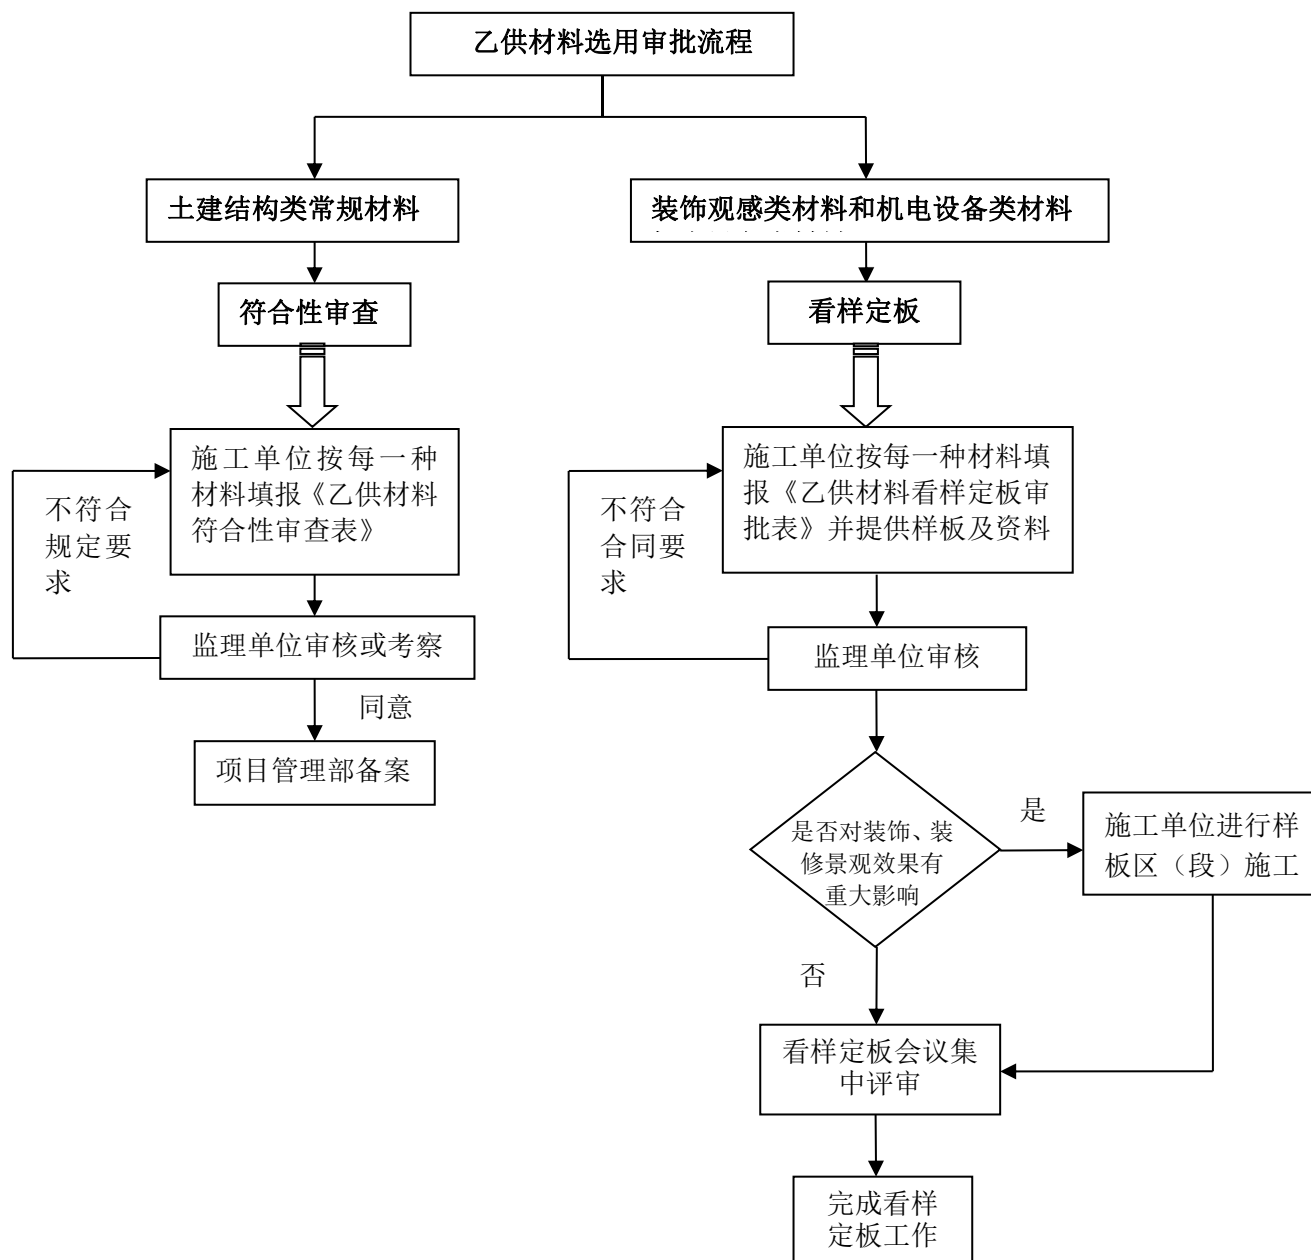 乙供材料选用审批流程
土建结构类常规材料
装饰观感类材料和机电设备类材料
符合性审查
看样定板
施工单位按每一种
材料填报《乙供材料
符合性审查表》
施工单位按每一种材料填
报《乙供材料看样定板审
批表》并提供样板及资料
不符合
规定要
求
不符合
合同要
求
监理单位审核或考察
监理单位审核
同意
项目管理部备案
是否对装饰、装
修景观效果有
重大影响
是
施工单位进行样
板区（段）施工
否
看样定板会议集
中评审
完成看样
定板工作